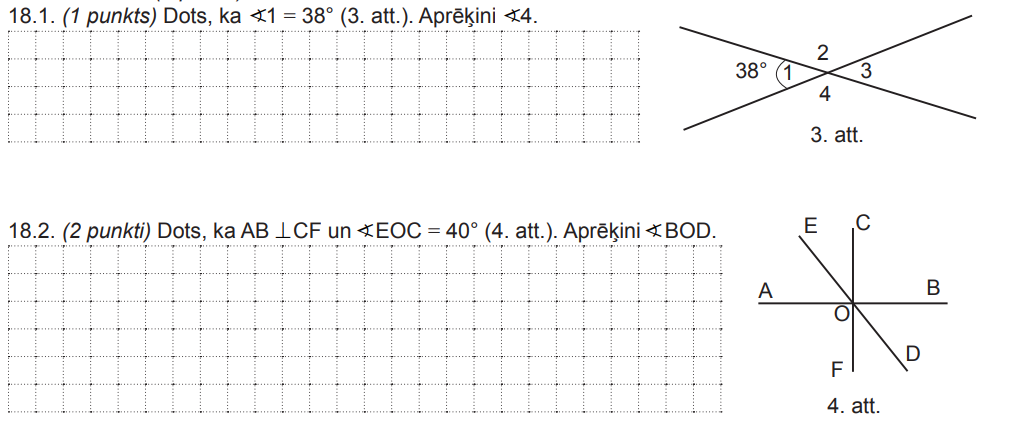 18.1. (1 punkts) Dots, ka ∢1 = 38° (3. att.). Aprēķini ∢4.
2
38° 1 3
4
3. att.
18.2. (2 punkti) Dots, ka AB ⊥CF un ∢EOC = 40° (4. att.). Aprēķini ∢BOD.
E C
A B
O
D
F
4. att.